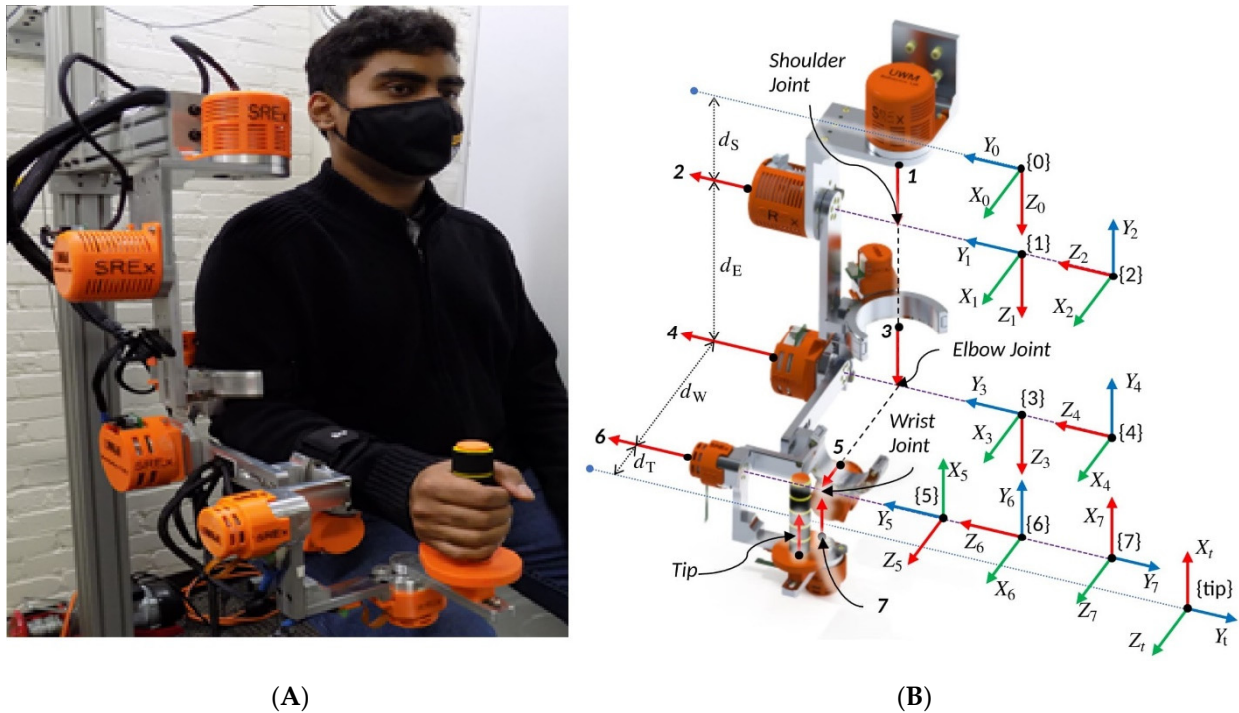 SREx
SREx
SREx
Shoulder
Joint
UWM
SREx
d_S
Y_0
{0}
1
X_0
Z_0
2
R Ex
Y_2
Y_1
{1}
Z_2
{2}
d_E
X_1
Z_1
X_2
3
4
Elbow Joint
Y_3
{3}
Y_4
Z_4
{4}
d_W
Wrist
Joint
X_3
Z_3
X_4
6
5
d_T
X_5
{5}
Y_6
Y_5
Z_6
{6}
X_7
{7}
Z_5
X_6
Z_7
Y_7
X_t
{tip}
Tip
7
Z_t
Y_t
(A)
(B)